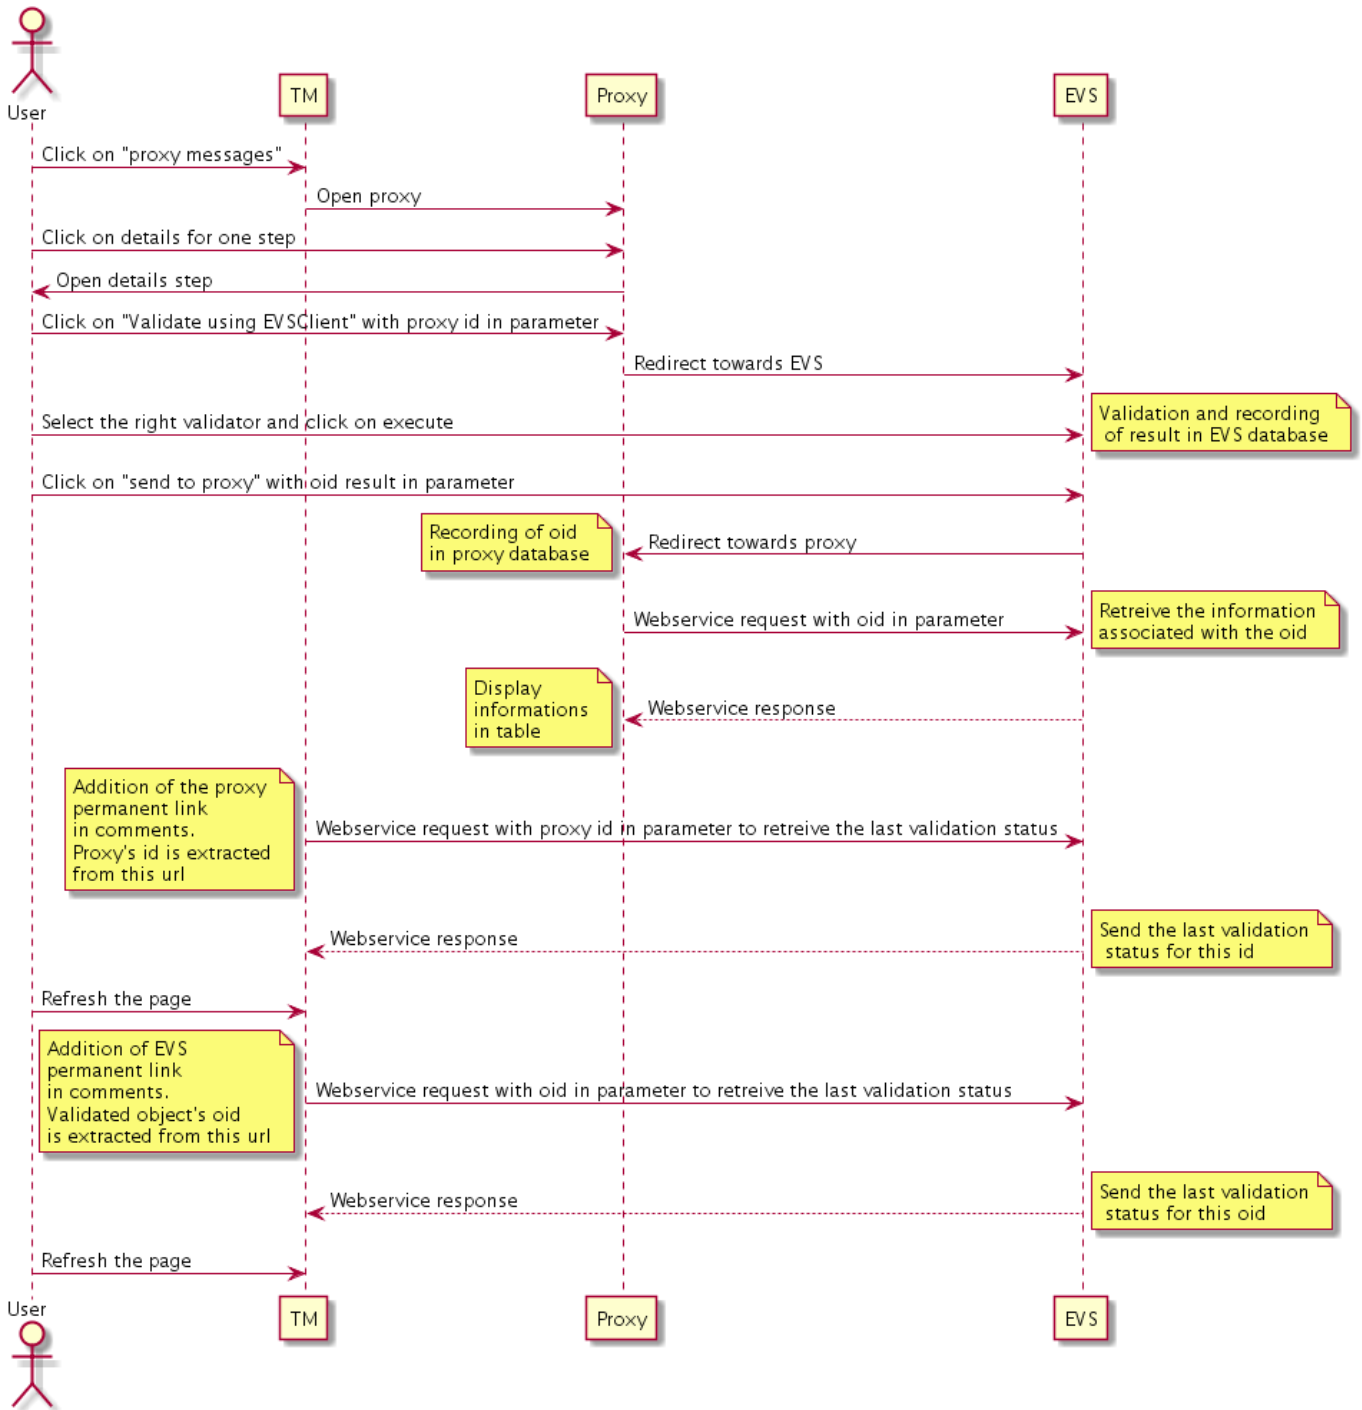 User
TM
Proxy
EVS
Click on "proxy messages"
Open proxy
Click on details for one step
Open details step
Click on "Validate using EVSClient" with proxy id in parameter
Redirect towards EVS
Select the right validator and click on execute
Validation and recording
of result in EVS database
Click on "send to proxy" with oid result in parameter
Recording of oid
in proxy database
Redirect towards proxy
Webservice request with oid in parameter
Retreive the information
associated with the oid
Display
informations
in table
Webservice response
Addition of the proxy
permanent link
in comments.
Proxy's id is extracted
from this url
Webservice request with proxy id in parameter to retreive the last validation status
Webservice response
Send the last validation
status for this id
Refresh the page
Addition of EVS
permanent link
in comments.
Validated object's oid
is extracted from this url
Webservice request with oid in parameter to retreive the last validation status
Webservice response
Send the last validation
status for this oid
Refresh the page
User
TM
Proxy
EVS